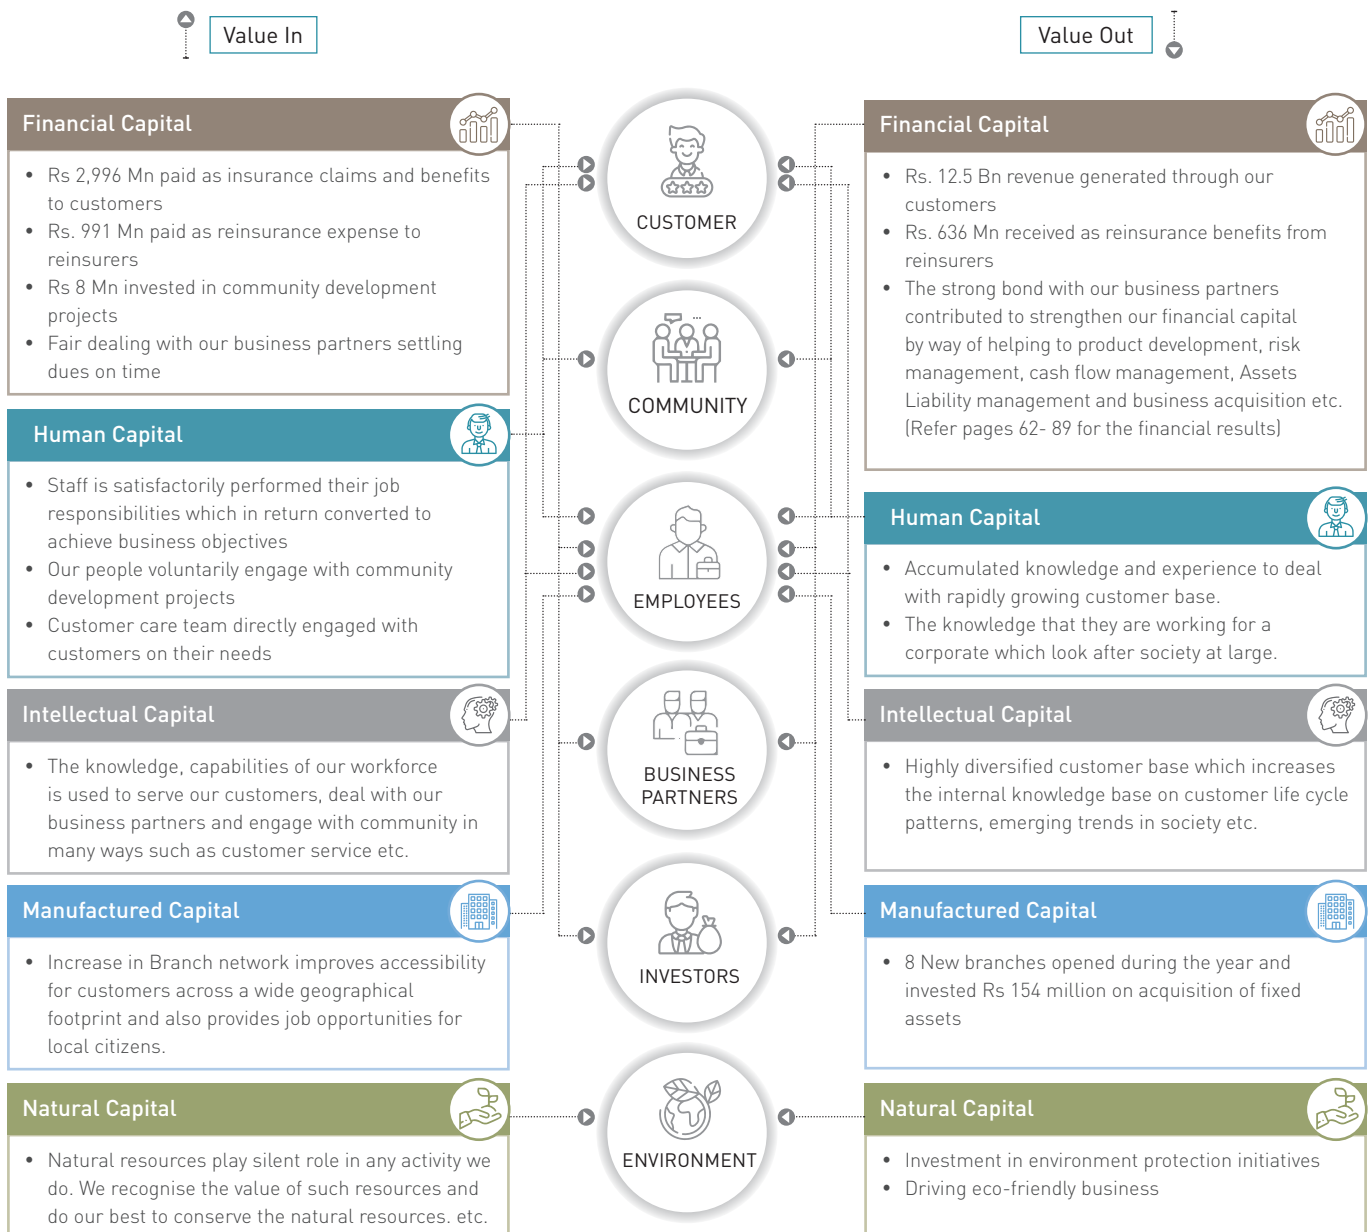 Value In
Value Out
Financial Capital
• Rs 2,996 Mn paid as insurance claims and benefits
to customers
• Rs. 991 Mn paid as reinsurance expense to
reinsurers
• Rs 8 Mn invested in community development
projects
• Fair dealing with our business partners settling
dues on time
Human Capital
• Staff is satisfactorily performed their job
responsibilities which in return converted to
achieve business objectives
• Our people voluntarily engage with community
development projects
• Customer care team directly engaged with
customers on their needs
Intellectual Capital
• The knowledge, capabilities of our workforce
is used to serve our customers, deal with our
business partners and engage with community in
many ways such as customer service etc.
Manufactured Capital
• Increase in Branch network improves accessibility
for customers across a wide geographical
footprint and also provides job opportunities for
local citizens.
Natural Capital
• Natural resources play silent role in any activity we
do. We recognise the value of such resources and
do our best to conserve the natural resources. etc.
CUSTOMER
COMMUNITY
EMPLOYEES
BUSINESS
PARTNERS
INVESTORS
ENVIRONMENT
Financial Capital
• Rs. 12.5 Bn revenue generated through our
customers
• Rs. 636 Mn received as reinsurance benefits from
reinsurers
• The strong bond with our business partners
contributed to strengthen our financial capital
by way of helping to product development, risk
management, cash flow management, Assets
Liability management and business acquisition etc.
(Refer pages 62- 89 for the financial results)
Human Capital
• Accumulated knowledge and experience to deal
with rapidly growing customer base.
• The knowledge that they are working for a
corporate which look after society at large.
Intellectual Capital
• Highly diversified customer base which increases
the internal knowledge base on customer life cycle
patterns, emerging trends in society etc.
Manufactured Capital
• 8 New branches opened during the year and
invested Rs 154 million on acquisition of fixed
assets
Natural Capital
• Investment in environment protection initiatives
• Driving eco-friendly business